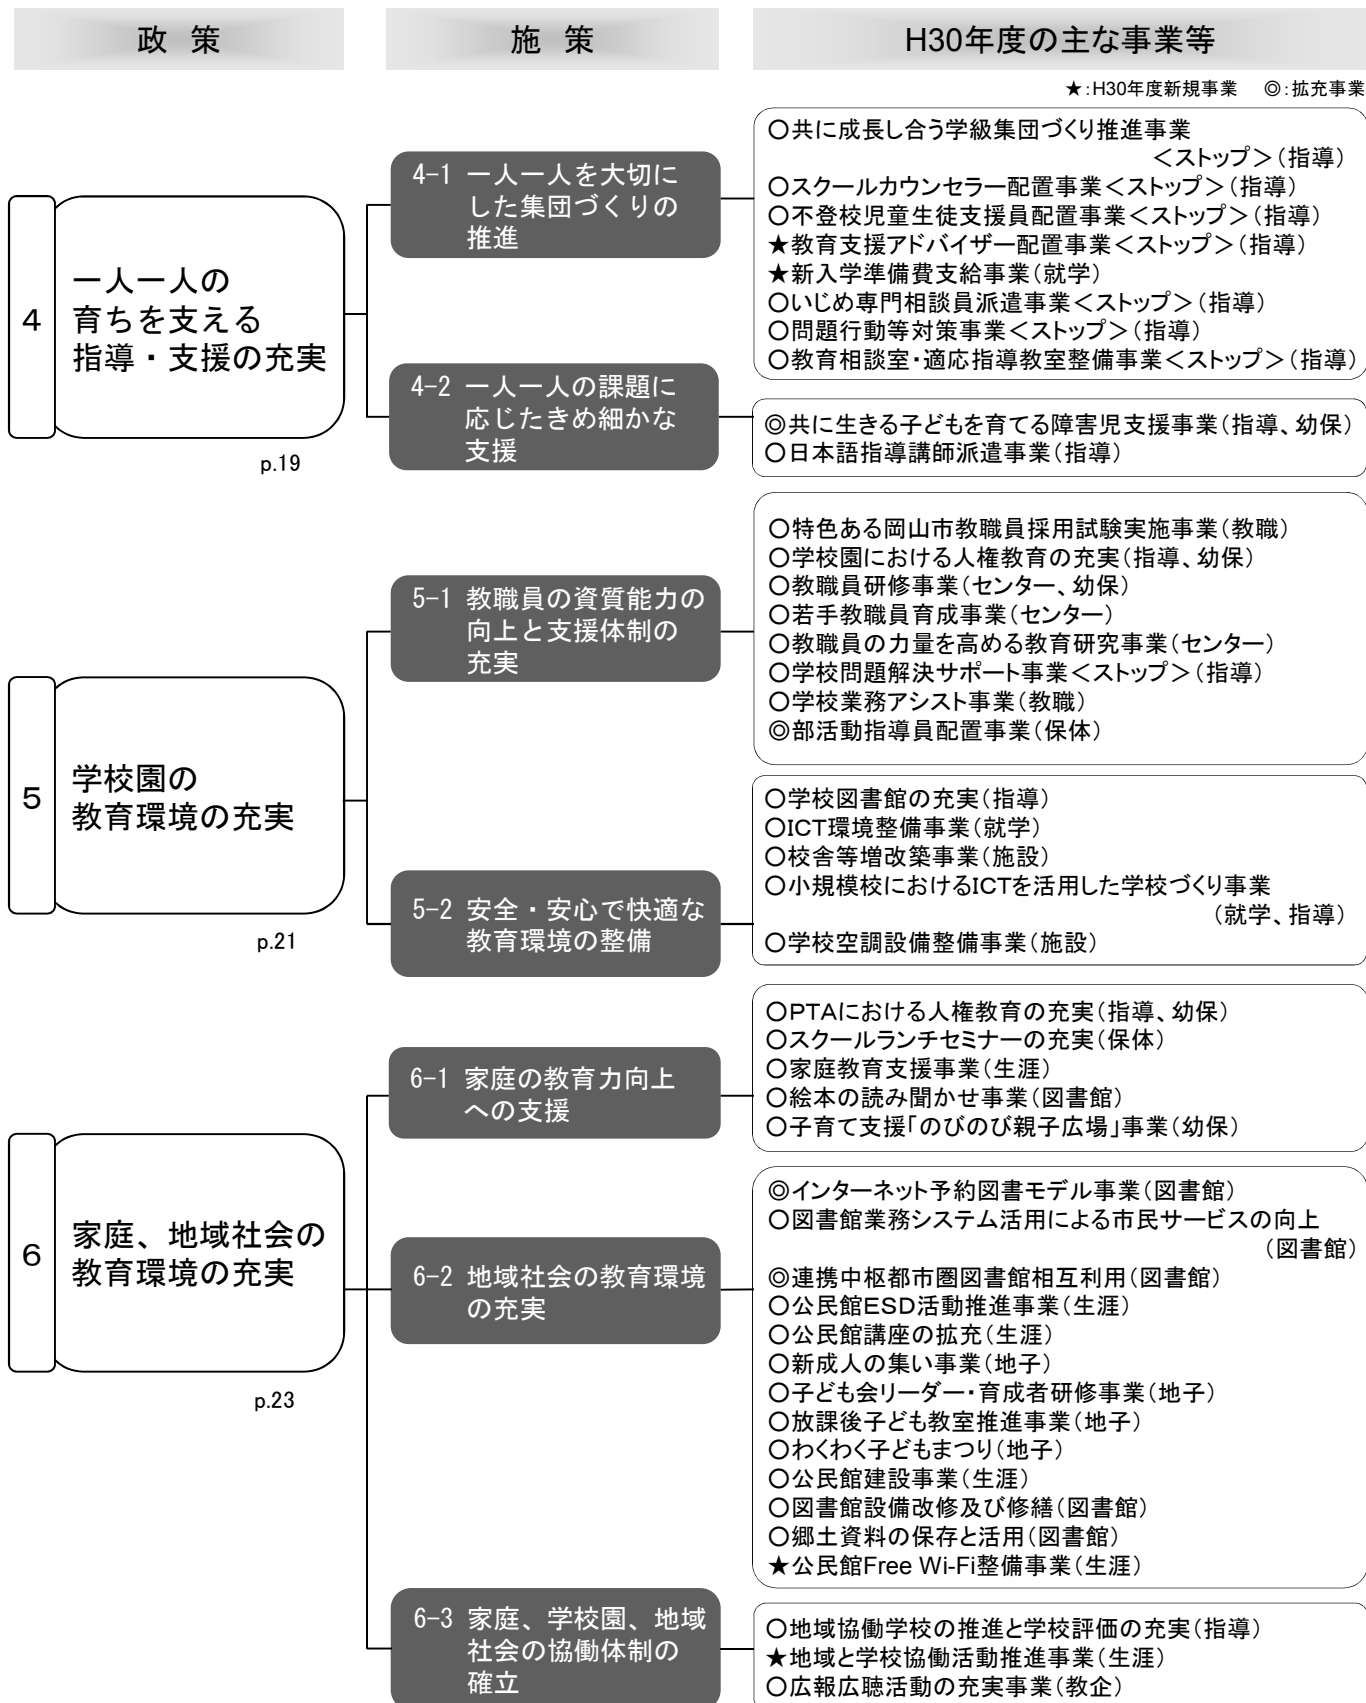 政 策
施 策
H30年度の主な事業等
★:H30年度新規事業 ◎:拡充事業
4
一人一人の
育ちを支える
指導・支援の充実
p.19
4-1 一人一人を大切に
した集団づくりの
推進
○共に成長し合う学級集団づくり推進事業
<ストップ>(指導)
○スクールカウンセラー配置事業<ストップ>(指導)
○不登校児童生徒支援員配置事業<ストップ>(指導)
★教育支援アドバイザー配置事業<ストップ>(指導)
★新入学準備費支給事業(就学)
○いじめ専門相談員派遣事業<ストップ>(指導)
○問題行動等対策事業<ストップ>(指導)
○教育相談室・適応指導教室整備事業<ストップ>(指導)
4-2 一人一人の課題に
応じたきめ細かな
支援
◎共に生きる子どもを育てる障害児支援事業(指導、幼保)
○日本語指導講師派遣事業(指導)
5
学校園の
教育環境の充実
p.21
5-1 教職員の資質能力の
向上と支援体制の
充実
○特色ある岡山市教職員採用試験実施事業(教職)
○学校園における人権教育の充実(指導、幼保)
○教職員研修事業(センター、幼保)
○若手教職員育成事業(センター)
○教職員の力量を高める教育研究事業(センター)
○学校問題解決サポート事業<ストップ>(指導)
○学校業務アシスト事業(教職)
◎部活動指導員配置事業(保体)
5-2 安全・安心で快適な
教育環境の整備
○学校図書館の充実(指導)
○ICT環境整備事業(就学)
○校舎等増改築事業(施設)
○小規模校におけるICTを活用した学校づくり事業
(就学、指導)
○学校空調設備整備事業(施設)
6
家庭、地域社会の
教育環境の充実
p.23
6-1 家庭の教育力向上
への支援
○PTAにおける人権教育の充実(指導、幼保)
○スクールランチセミナーの充実(保体)
○家庭教育支援事業(生涯)
○絵本の読み聞かせ事業(図書館)
○子育て支援「のびのび親子広場」事業(幼保)
6-2 地域社会の教育環境
の充実
◎インターネット予約図書モデル事業(図書館)
○図書館業務システム活用による市民サービスの向上
(図書館)
◎連携中枢都市圏図書館相互利用(図書館)
○公民館ESD活動推進事業(生涯)
○公民館講座の拡充(生涯)
○新成人の集い事業(地子)
○子ども会リーダー・育成者研修事業(地子)
○放課後子ども教室推進事業(地子)
○わくわく子どもまつり(地子)
○公民館建設事業(生涯)
○図書館設備改修及び修繕(図書館)
○郷土資料の保存と活用(図書館)
★公民館Free Wi-Fi整備事業(生涯)
6-3 家庭、学校園、地域
社会の協働体制の
確立
○地域協働学校の推進と学校評価の充実(指導)
★地域と学校協働活動推進事業(生涯)
○広報広聴活動の充実事業(教企)